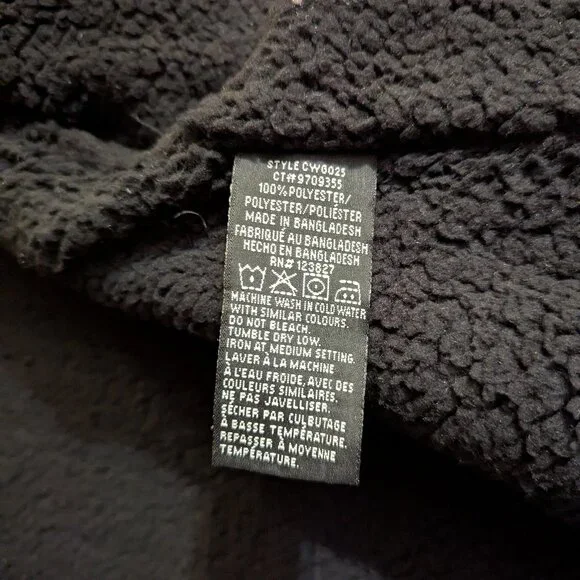 STYLE CWG025
CT#9709355
100%POLYESTER/
POLYESTER/POLIÉSTER
MADE IN BANGLADESH
FABRIQUÉ AU BANGLADESH
HECHO EN BANGLADESH
RN# 123827
MACHINE WASH IN COLD WATER
WITH SIMILAR COLOURS.
DO NOT BLEACH.
TUMBLE DRY LOW.
IRON AT MEDIUM SETTING.
LAVER À LA MACHINE
À L'EAU FROIDE, AVEC DES
COULEURS SIMILAIRES.
NE PAS JAVELLISER.
SÉCHER PAR CULBUTAGE
À BASSE TEMPÉRATURE.
REPASSER À MOYENNE
TEMPÉRATURE.